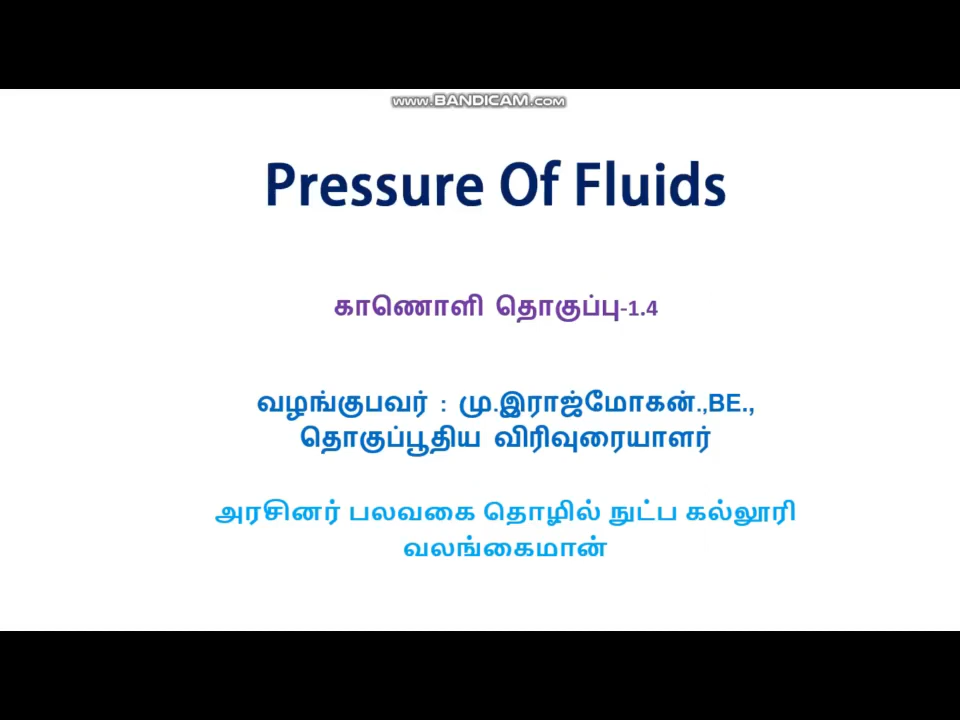 www.BANDICAM.com
Pressure Of Fluids
காணொளி தொகுப்பு-1.4
வழங்குபவர் : மு.இராஜ்மோகன்.,BE.,
தொகுப்பூதிய விரிவுரையாளர்
அரசினர் பலவகை தொழில் நுட்ப கல்லூரி
வலங்கைமான்